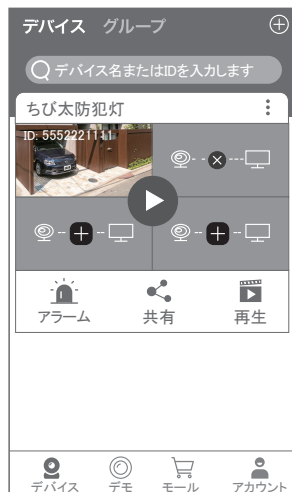 デバイス グループ
デバイス名またはIDを入力します
ちび太防犯灯
ID: 5552221111
アラーム 共有 再生
デバイス デモ モール アカウント